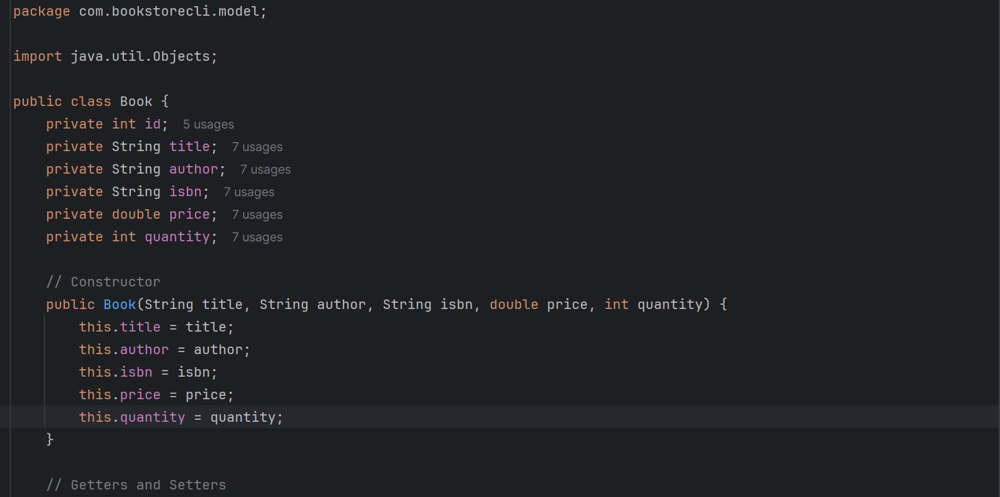 package com.bookstorecli.model;
import java.util.Objects;
public class Book {
private int id; 5 usages
private String title; 7 usages
private String author; 7 usages
private String isbn; 7 usages
private double price; 7 usages
private int quantity; 7 usages
// Constructor
public Book(String title, String author, String isbn, double price, int quantity) {
this.title = title;
this.author = author;
this.isbn = isbn;
this.price = price;
this.quantity = quantity;
}
// Getters and Setters